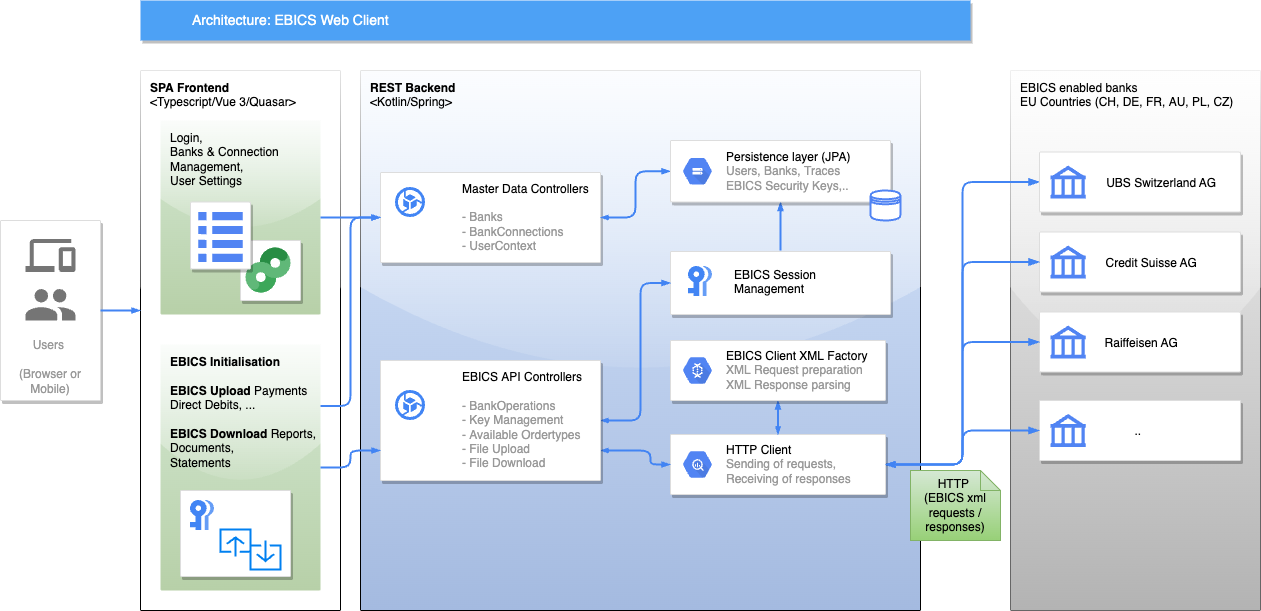 Architecture: EBICS Web Client
Users
(Browser or
Mobile)
SPA Frontend
<Typescript/Vue 3/Quasar>
Login,
Banks & Connection
Management,
User Settings
EBICS Initialisation
EBICS Upload Payments
Direct Debits, ...
EBICS Download Reports,
Documents,
Statements
REST Backend
<Kotlin/Spring>
Master Data Controllers
- Banks
- BankConnections
- UserContext
EBICS API Controllers
- BankOperations
- Key Management
- Available Ordertypes
- File Upload
- File Download
Persistence layer (JPA)
Users, Banks, Traces
EBICS Security Keys,..
EBICS Session
Management
EBICS Client XML Factory
XML Request preparation
XML Response parsing
HTTP Client
Sending of requests,
Receiving of responses
HTTP
(EBICS xml
requests /
responses)
EBICS enabled banks
EU Countries (CH, DE, FR, AU, PL, CZ)
UBS Switzerland AG
Credit Suisse AG
Raiffeisen AG
..